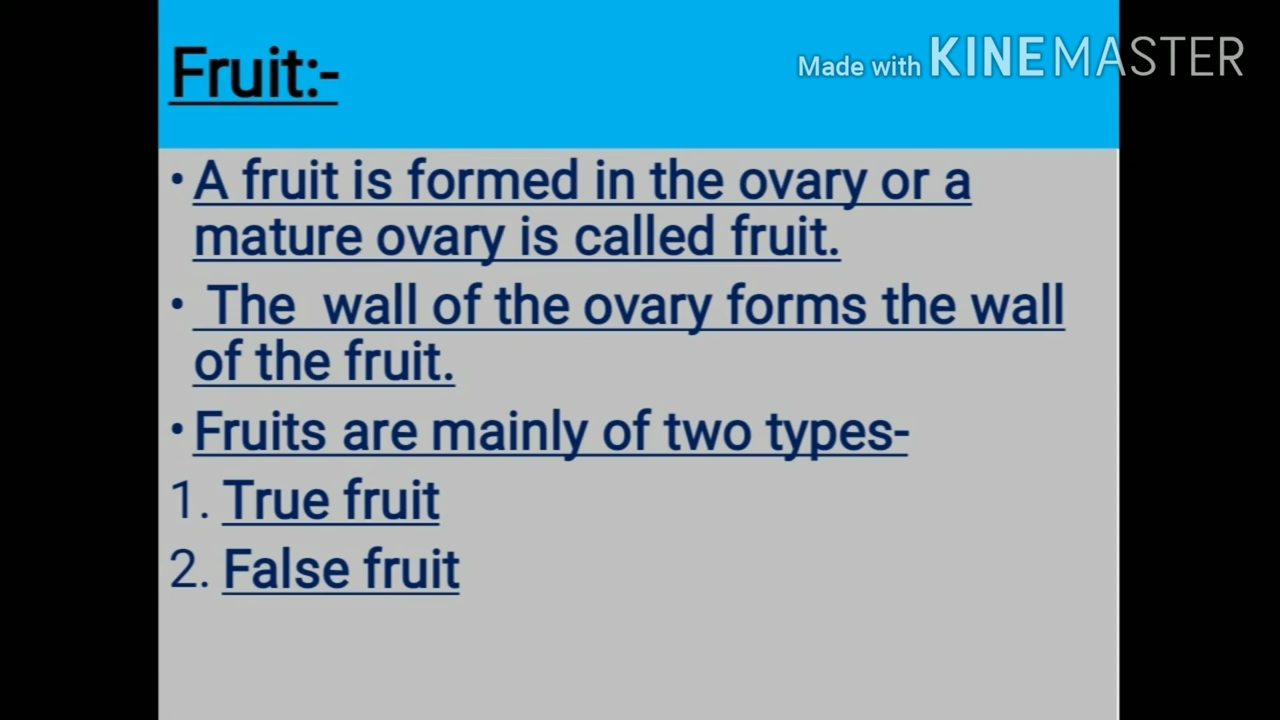 Fruit:-
Made with KINEMASTER
• A fruit is formed in the ovary or a
mature ovary is called fruit.
• The wall of the ovary forms the wall
of the fruit.
• Fruits are mainly of two types-
1. True fruit
2. False fruit